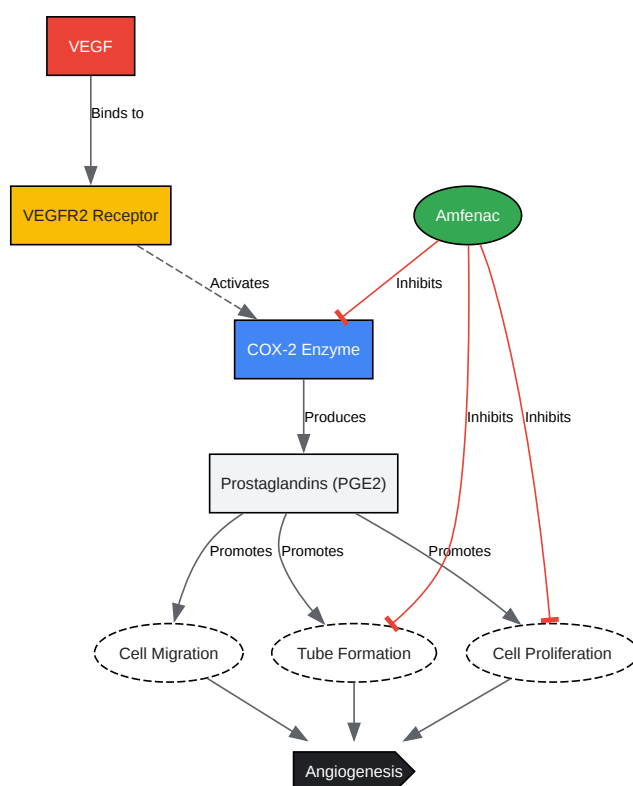 VEGF
Binds to
VEGFR2 Receptor
Amfenac
Activates
Inhibits
COX-2 Enzyme
Produces
Inhibits
Inhibits
Prostaglandins (PGE2)
Promotes
Promotes
Promotes
Cell Migration
Tube Formation
Cell Proliferation
Angiogenesis